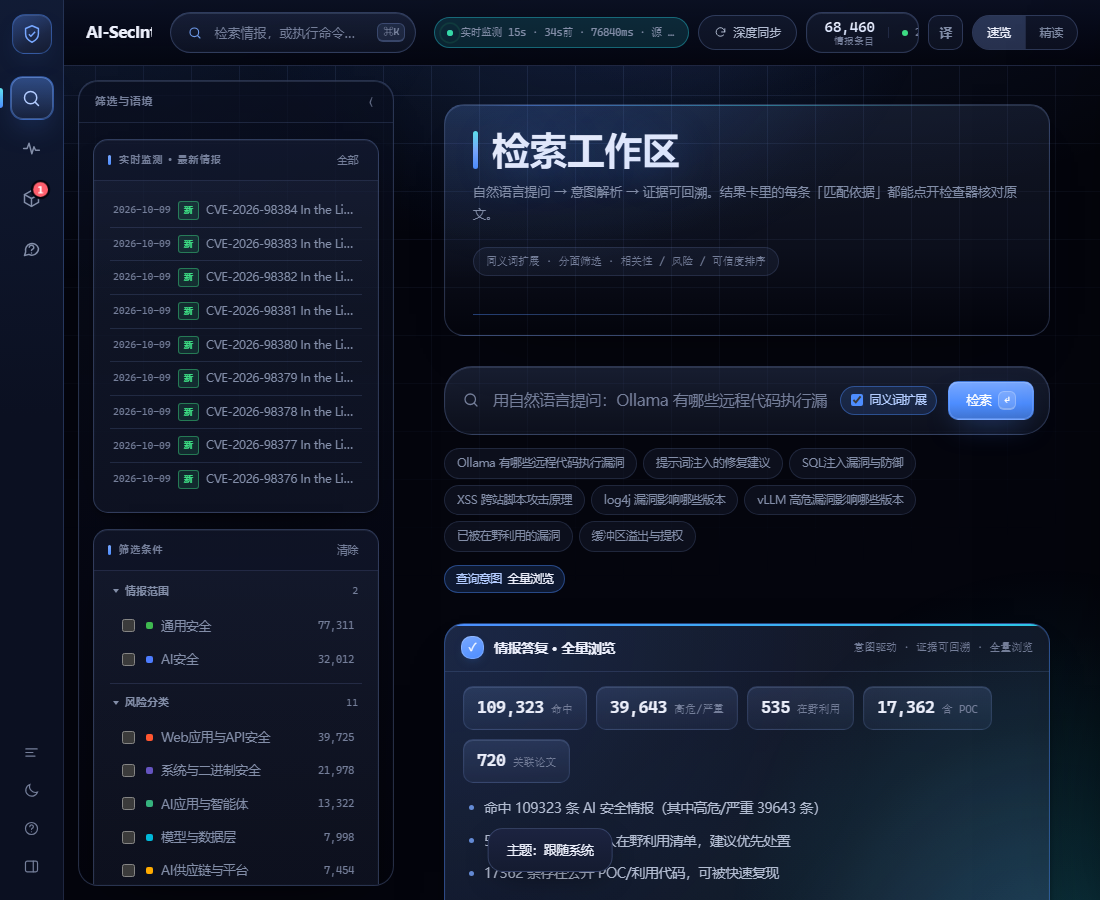 AI-SecInt
检索情报，或执行命令...
⌘K
实时监测 15s · 34s前 · 76840ms · 源 …
深度同步
68,460
情报条目
译
速览
精读
筛选与语境
实时监测 • 最新情报
全部
2026-10-09 新 CVE-2026-98384 In the Li...
2026-10-09 新 CVE-2026-98383 In the Li...
2026-10-09 新 CVE-2026-98382 In the Li...
2026-10-09 新 CVE-2026-98381 In the Li...
2026-10-09 新 CVE-2026-98380 In the Li...
2026-10-09 新 CVE-2026-98379 In the Li...
2026-10-09 新 CVE-2026-98378 In the Li...
2026-10-09 新 CVE-2026-98377 In the Li...
2026-10-09 新 CVE-2026-98376 In the Li...
1
筛选条件
清除
情报范围 2
通用安全 77,311
AI安全 32,012
风险分类 11
Web应用与API安全 39,725
系统与二进制安全 21,978
AI应用与智能体 13,322
模型与数据层 7,998
AI供应链与平台 7,454
检索工作区
自然语言提问 → 意图解析 → 证据可回溯。结果卡里的每条「匹配依据」都能点开检查器核对原
文。
同义词扩展 · 分面筛选 · 相关性 / 风险 / 可信度排序
用自然语言提问：Ollama 有哪些远程代码执行漏
同义词扩展
检索
Ollama 有哪些远程代码执行漏洞
提示词注入的修复建议
SQL注入漏洞与防御
XSS 跨站脚本攻击原理
log4j 漏洞影响哪些版本
vLLM 高危漏洞影响哪些版本
已被在野利用的漏洞
缓冲区溢出与提权
查询意图 全量浏览
情报答复 • 全量浏览
意图驱动 · 证据可回溯 · 全量浏览
109,323 命中
39,643 高危/严重
535 在野利用
17,362 含 POC
720 关联论文
命中 109323 条 AI 安全情报（其中高危/严重 39643 条）
在野利用清单，建议优先处置
主题：跟随系统
17362 条存在公开 POC/利用代码，可被快速复现